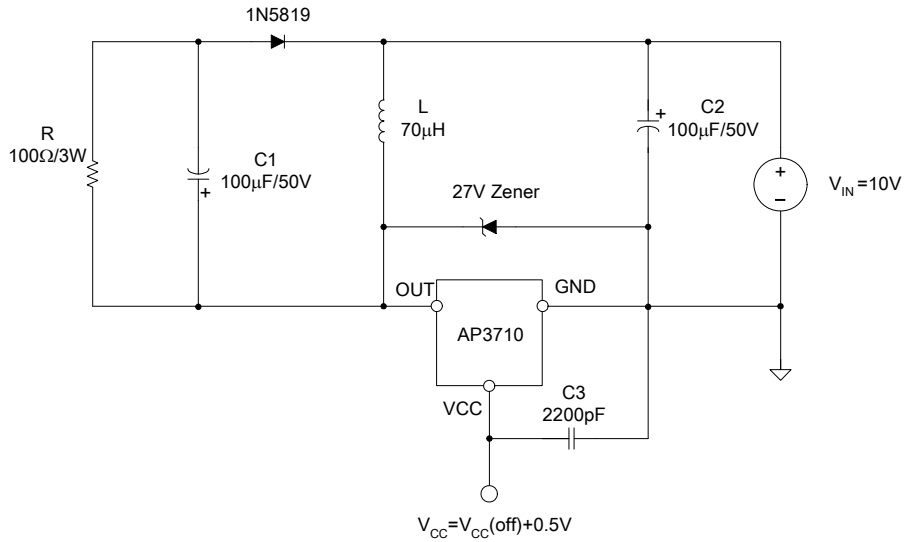 1N5819
R
100Ω/3W
C1
100μF/50V
+
L
70μH
+
C2
100μF/50V
+
−
V_IN=10V
27V Zener
OUT
GND
AP3710
VCC
C3
2200pF
V_CC=V_CC(off)+0.5V